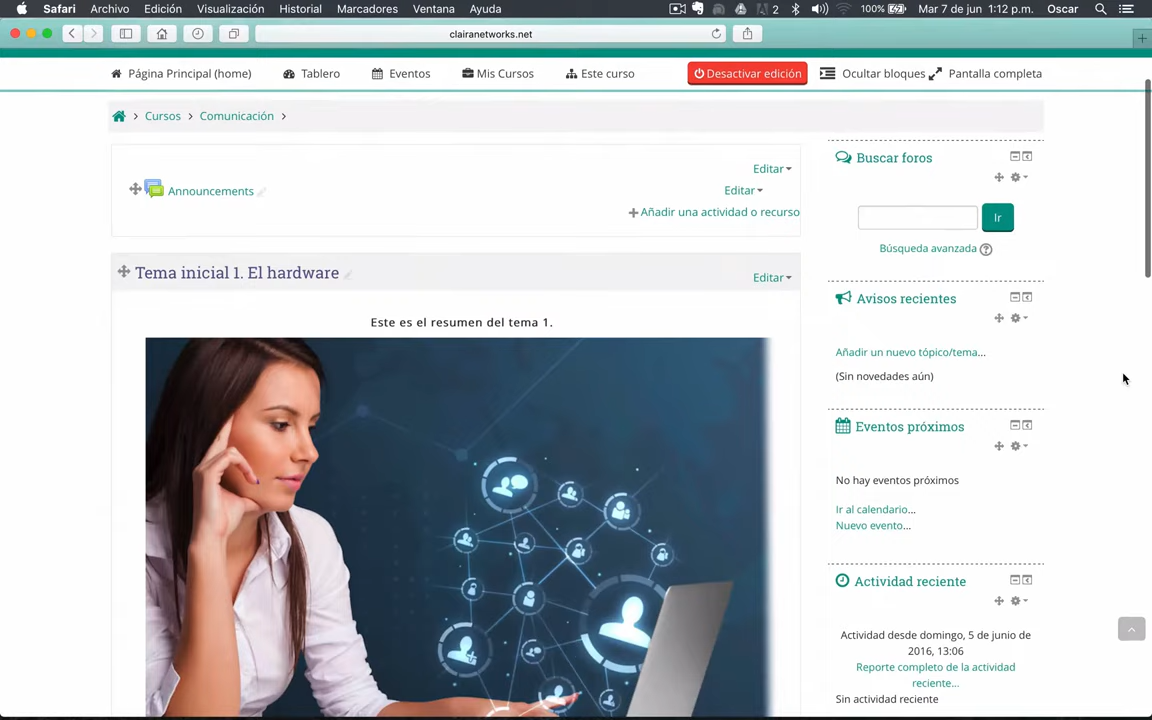 Safari Archivo Edición Visualización Historial Marcadores Ventana Ayuda 2 100% Mar 7 de jun 1:12 p.m. Oscar
clairanetworks.net
Página Principal (home) Tablero Eventos Mis Cursos Este curso Desactivar edición Ocultar bloques Pantalla completa
Cursos Comunicación
Editar
Announcements Editar
Añadir una actividad o recurso
Tema inicial 1. El hardware Editar
Este es el resumen del tema 1.
Buscar foros
Ir
Búsqueda avanzada
Avisos recientes
Añadir un nuevo tópico/tema...
(Sin novedades aún)
Eventos próximos
No hay eventos próximos
Ir al calendario...
Nuevo evento...
Actividad reciente
Actividad desde domingo, 5 de junio de
2016, 13:06
Reporte completo de la actividad
reciente...
Sin actividad reciente